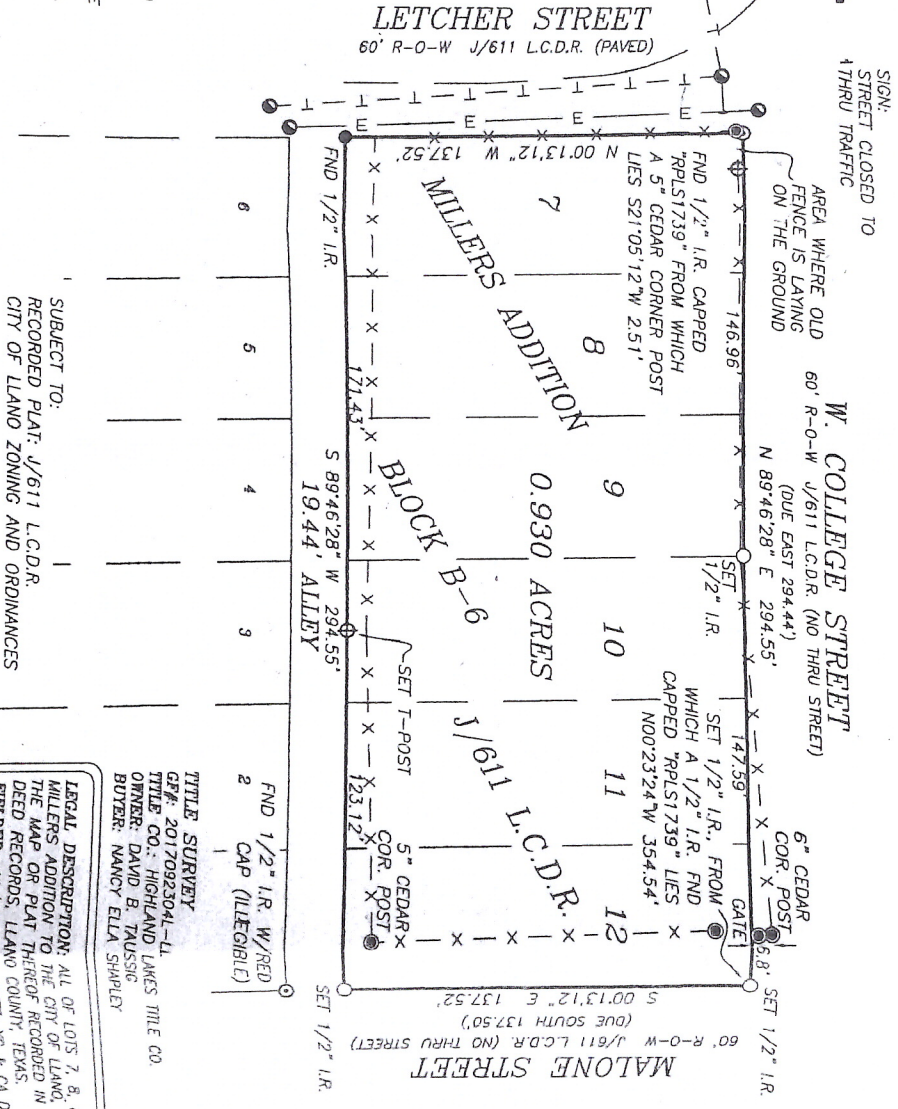 LETCHER STREET
60' R-O-W J/611 L.C.D.R. (PAVED)
SIGN:
STREET CLOSED TO
THRU TRAFFIC
AREA WHERE OLD
FENCE IS LAYING
ON THE GROUND
W. COLLEGE STREET
60' R-O-W J/611 L.C.D.R. (NO THRU STREET)
(DUE EAST 294.44')
N 89°46'28" E 294.55'
146.96'
147.59'
SET
1/2" I.R.
FND 1/2" I.R. CAPPED
"RPLS1739" FROM WHICH
A 5" CEDAR CORNER POST
LIES S21°05'12"W 2.51'
N 00°13'12" W 137.52'
FND 1/2" I.R.
7
8
9
10
11
12
MILLERS ADDITION
BLOCK B-6
J/611 L.C.D.R.
0.930 ACRES
SET 1/2" I.R., FROM
WHICH A 1/2" I.R. FND
CAPPED "RPLS1739" LIES
N00°23'24"W 354.54'
6" CEDAR
COR. POST
GATE
6.8'
SET 1/2" I.R.
S 00°13'12" E 137.52'
(DUE SOUTH 137.50')
60' R-O-W J/611 L.C.D.R. (NO THRU STREET)
MALONE STREET
SET T-POST
5" CEDAR
COR. POST
171.43'
123.12'
S 89°46'28" W 294.55'
19.44' ALLEY
SET 1/2" I.R.
6
5
4
3
2
FND 1/2" I.R. W/RED
CAP (ILLEGIBLE)
E
E
E
E
T
T
T
T
T
T
T
SUBJECT TO:
RECORDED PLAT: J/611 L.C.D.R.
CITY OF LLANO ZONING AND ORDINANCES
TITLE SURVEY
GF#: 2017092304L-LL
TITLE CO.: HIGHLAND LAKES TITLE CO.
OWNER: DAVID B. TAUSSIG
BUYER: NANCY ELLA SHAPLEY
LEGAL DESCRIPTION: ALL OF LOTS 7, 8,
MILLERS ADDITION TO THE CITY OF LLANO,
THE MAP OR PLAT THEREOF RECORDED IN
DEED RECORDS, LLANO COUNTY, TEXAS.